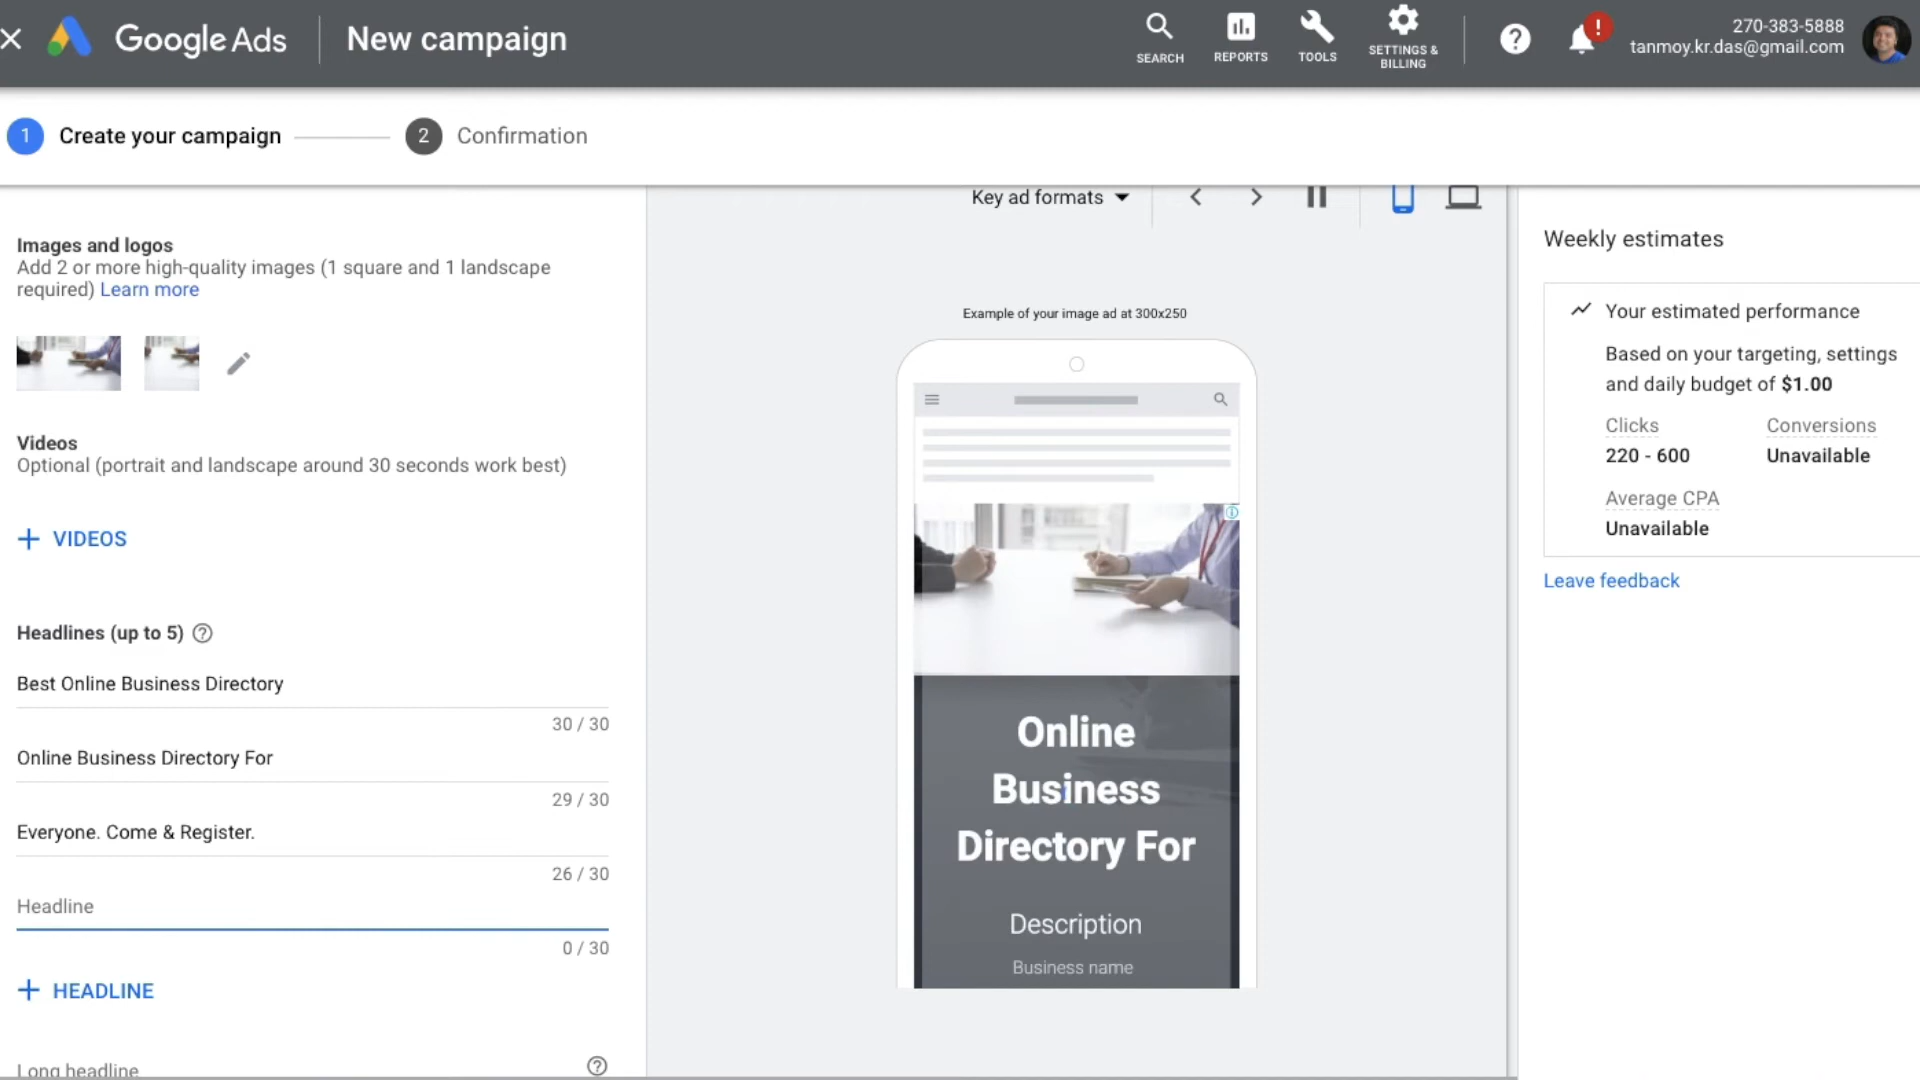 Google Ads
New campaign
SEARCH
REPORTS
TOOLS
SETTINGS &
BILLING
?
!
270-383-5888
tanmoy.kr.das@gmail.com
1 Create your campaign
2 Confirmation
Images and logos
Add 2 or more high-quality images (1 square and 1 landscape
required) Learn more
Videos
Optional (portrait and landscape around 30 seconds work best)
+ VIDEOS
Headlines (up to 5) ?
Best Online Business Directory
30 / 30
Online Business Directory For
29 / 30
Everyone. Come & Register.
26 / 30
Headline
0 / 30
+ HEADLINE
Long headline ?
Key ad formats
Example of your image ad at 300x250
Online
Business
Directory For
Description
Business name
Weekly estimates
Your estimated performance
Based on your targeting, settings
and daily budget of $1.00
Clicks Conversions
220 - 600 Unavailable
Average CPA
Unavailable
Leave feedback